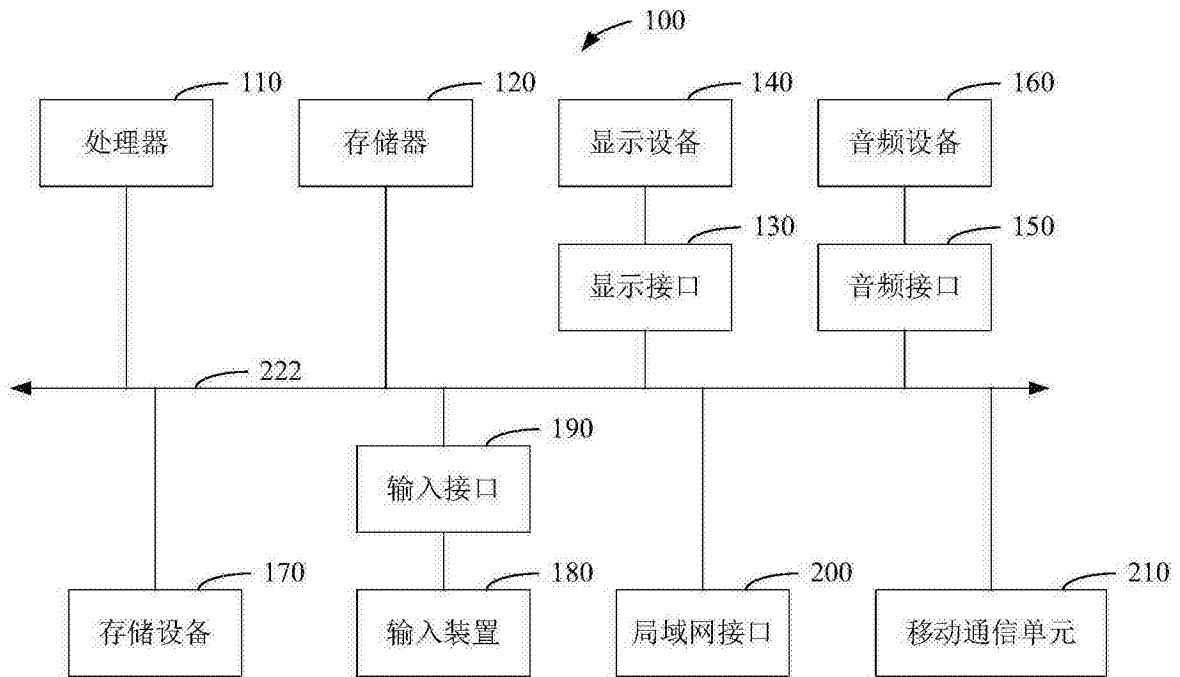 100
110
120
140
160
处理器
存储器
显示设备
音频设备
130
150
显示接口
音频接口
222
190
输入接口
170
180
200
210
存储设备
输入装置
局域网接口
移动通信单元